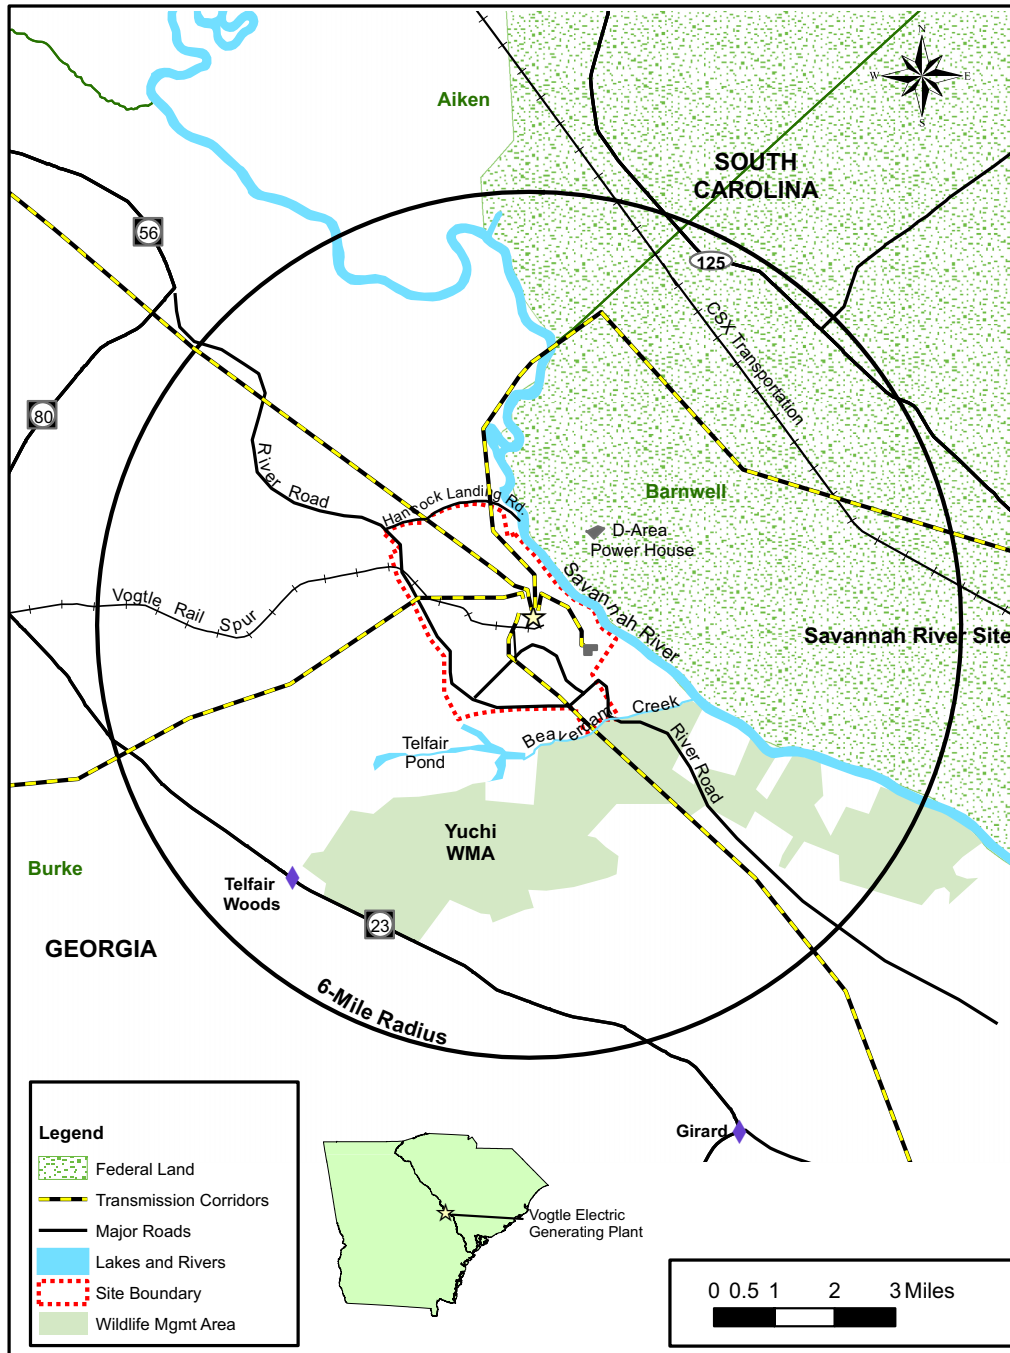 N
W
E
S
Aiken
SOUTH
CAROLINA
56
125
CSX Transportation
80
River Road
Hancock Landing Rd.
Barnwell
D-Area
Power House
Savannah River
Vogtle Rail Spur
Savannah River Site
Beaverdam Creek
Telfair
Pond
River Road
Yuchi
WMA
Burke
Telfair
Woods
23
GEORGIA
6-Mile Radius
Girard
Legend
Federal Land
Transmission Corridors
Major Roads
Lakes and Rivers
Site Boundary
Wildlife Mgmt Area
Vogtle Electric
Generating Plant
0 0.5 1 2 3 Miles